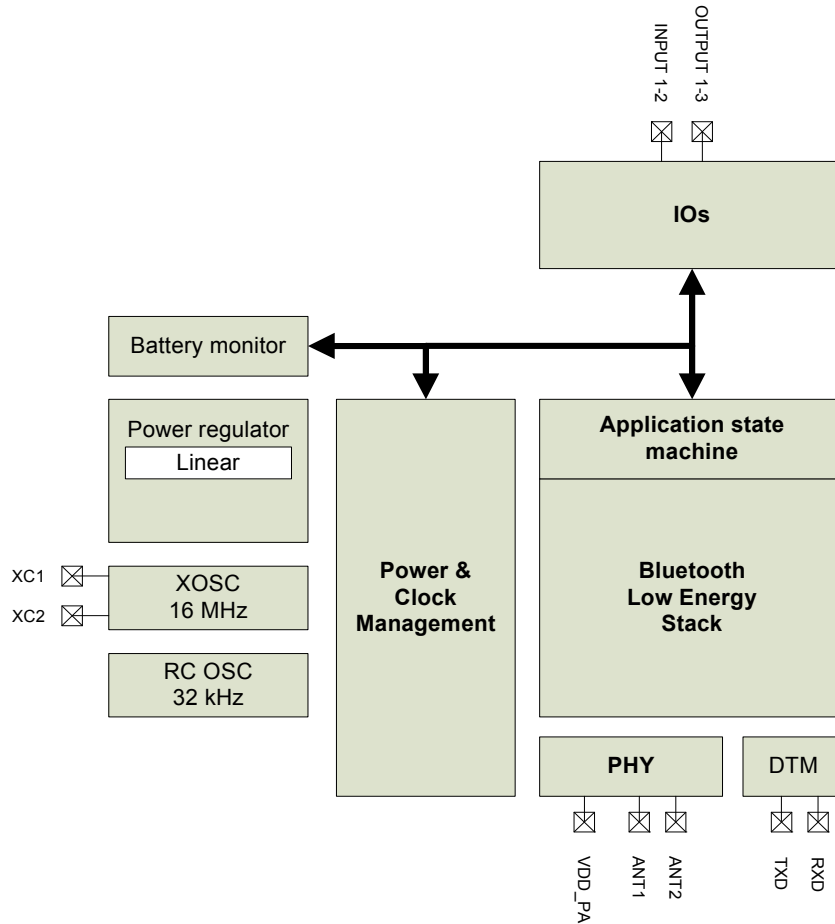 INPUT 1-2
OUTPUT 1-3
IOs
Battery monitor
Power regulator
Linear
Application state
machine
XC1
XC2
XOSC
16 MHz
Power &
Clock
Management
Bluetooth
Low Energy
Stack
RC OSC
32 kHz
PHY
DTM
VDD_PA
ANT1
ANT2
TXD
RXD